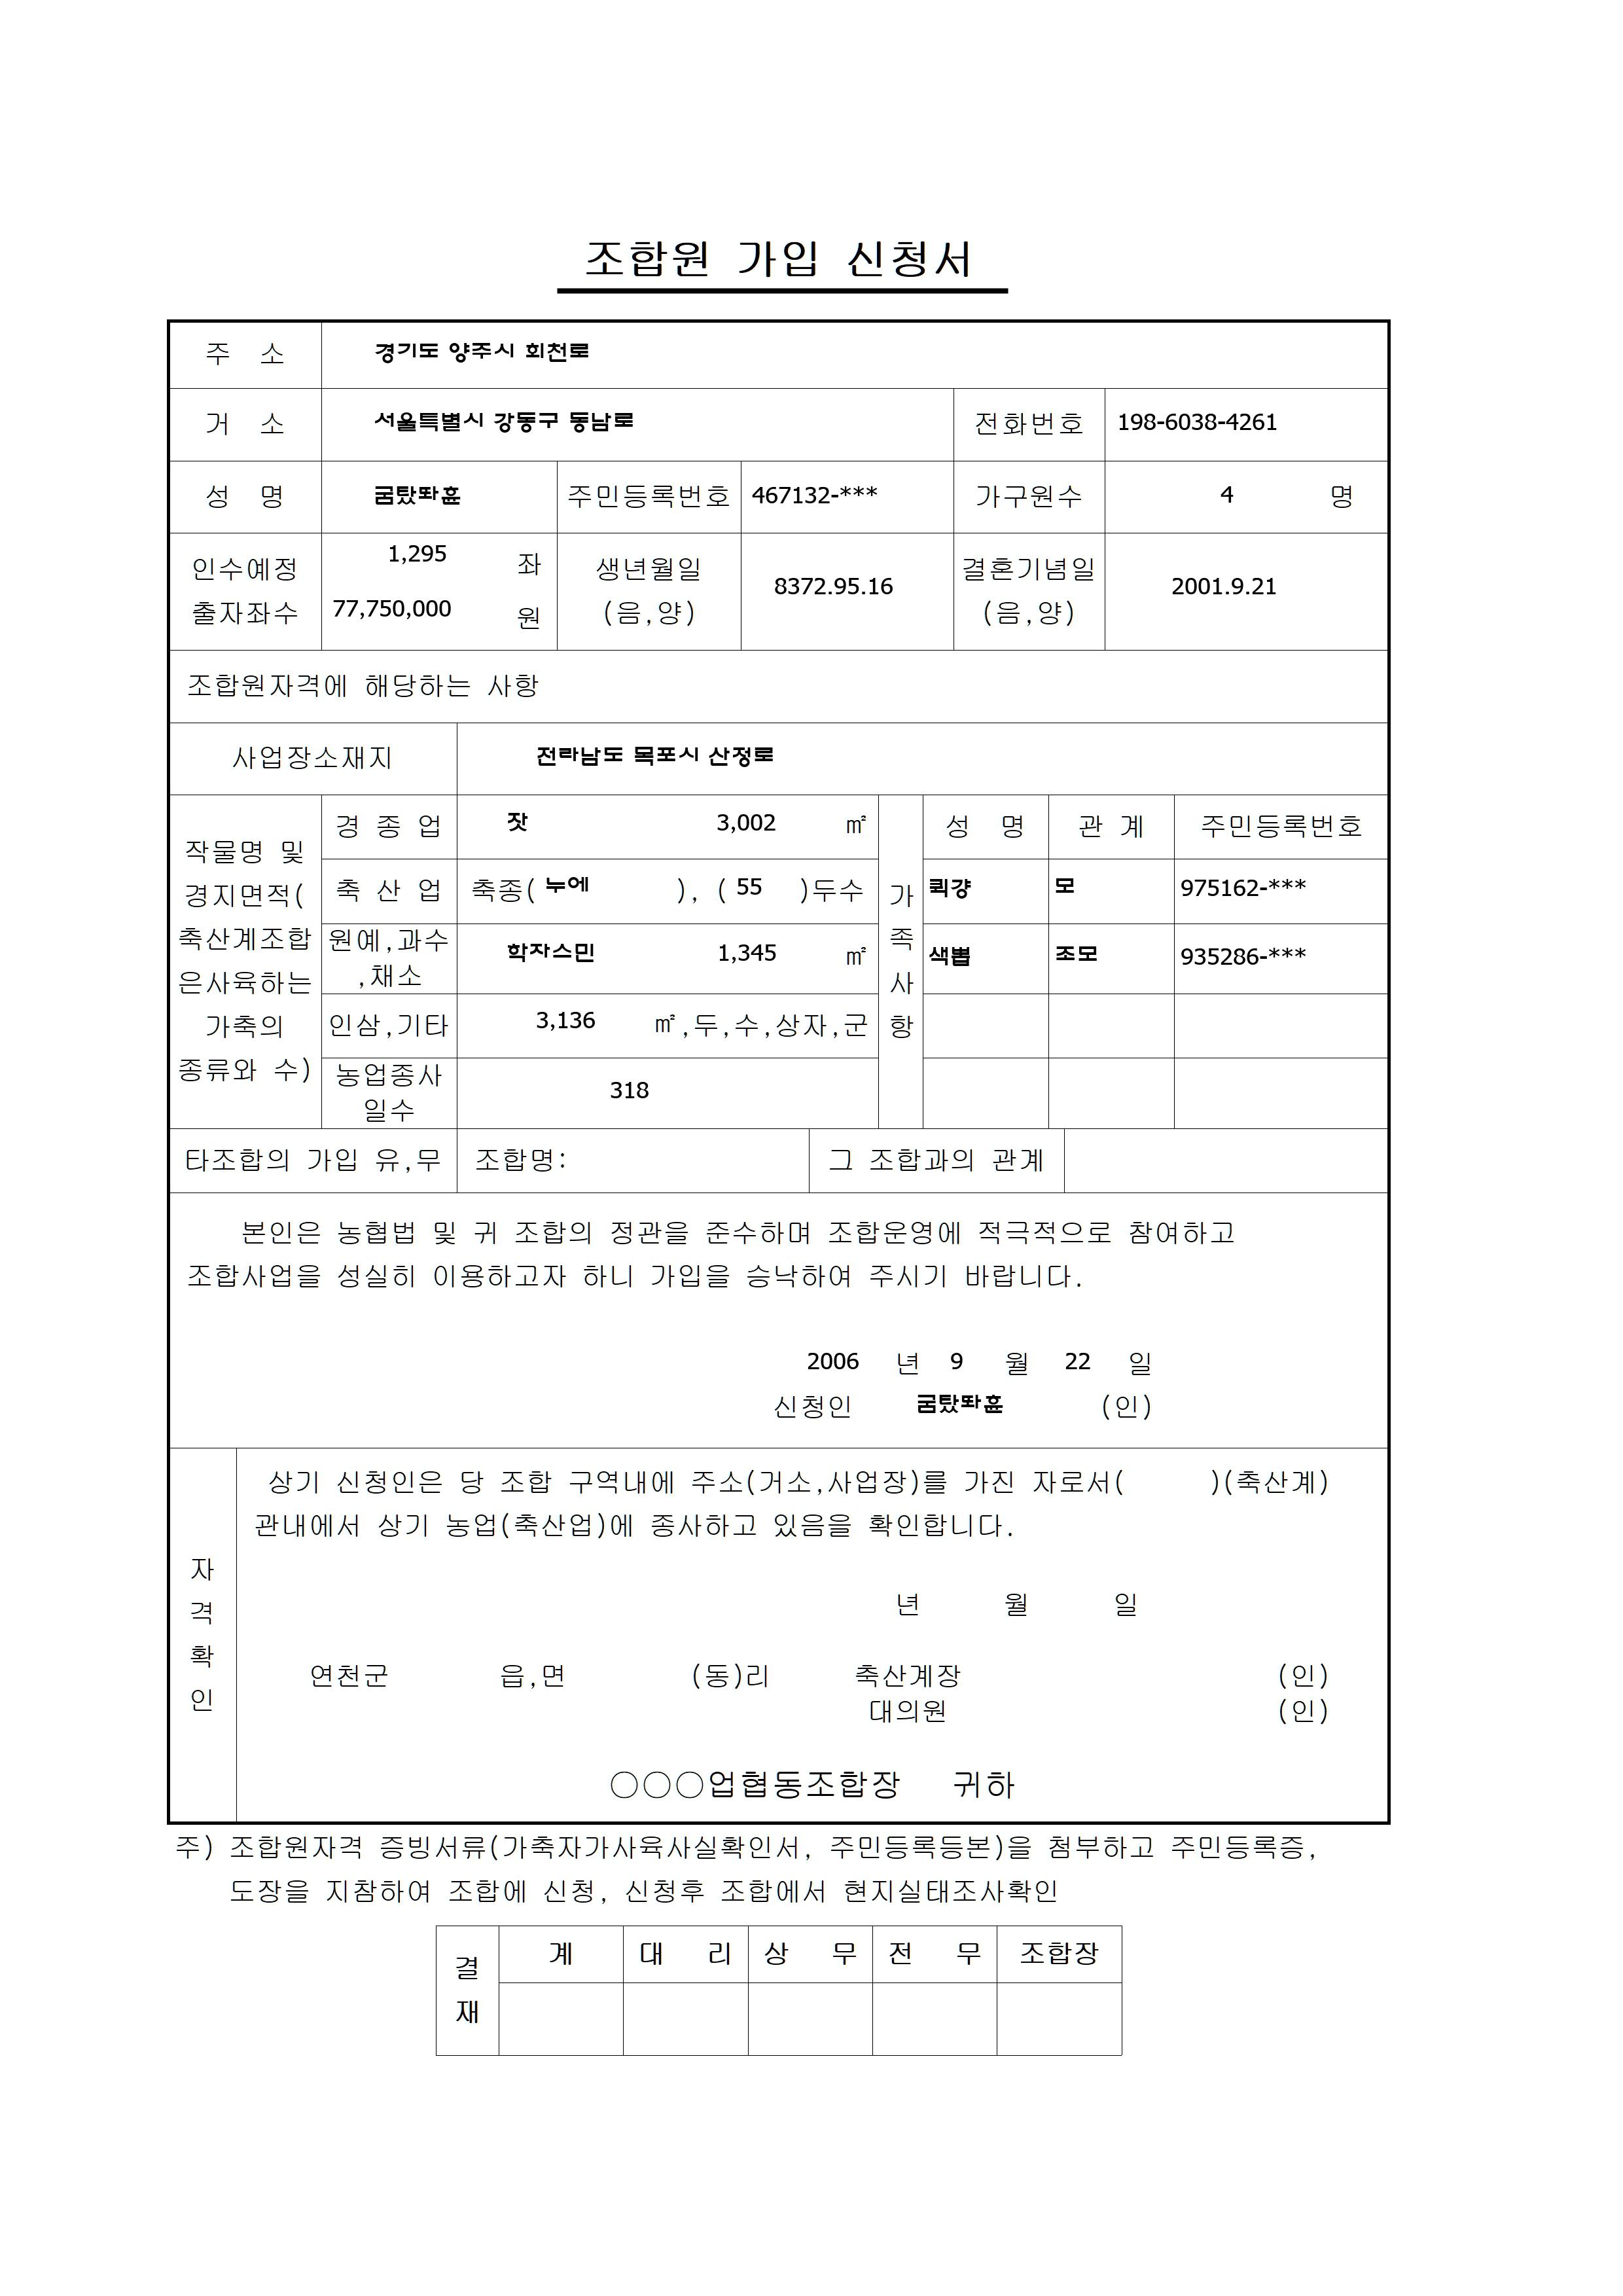 조합원 가입 신청서
주 소 경기도 양주시 회천로
거 소 서울특별시 강동구 동남로 전화번호 198-6038-4261
성 명 굼탔똬윤 주민등록번호 467132-*** 가구원수 4 명
인수예정 출자좌수 1,295 좌 77,750,000 원 생년월일 (음,양) 8372.95.16 결혼기념일 (음,양) 2001.9.21
조합원자격에 해당하는 사항
사업장소재지 전라남도 목포시 산정로
작물명 및 경지면적(축산계조합은사육하는 가축의 종류와 수)
경 종 업 잣 3,002 ㎡
축 산 업 축종( 누에 ), ( 55 )두수
원예,과수,채소 학자스민 1,345 ㎡
인삼,기타 3,136 ㎡,두,수,상자,군
농업종사일수 318
가족사항
성 명 관 계 주민등록번호
모 975162-***
색뽑 조모 935286-***
타조합의 가입 유,무 조합명: 그 조합과의 관계
본인은 농협법 및 귀 조합의 정관을 준수하며 조합운영에 적극적으로 참여하고
조합사업을 성실히 이용하고자 하니 가입을 승낙하여 주시기 바랍니다.
2006 년 9 월 22 일
신청인 굼탔똬윤 (인)
자격확인
상기 신청인은 당 조합 구역내에 주소(거소,사업장)를 가진 자로서( )(축산계)
관내에서 상기 농업(축산업)에 종사하고 있음을 확인합니다.
년 월 일
연천군 읍,면 (동)리 축산계장 (인)
대의원 (인)
○○○업협동조합장 귀하
주) 조합원자격 증빙서류(가축자가사육사실확인서, 주민등록등본)을 첨부하고 주민등록증,
도장을 지참하여 조합에 신청, 신청후 조합에서 현지실태조사확인
결재 계 대 리 상 무 전 무 조합장